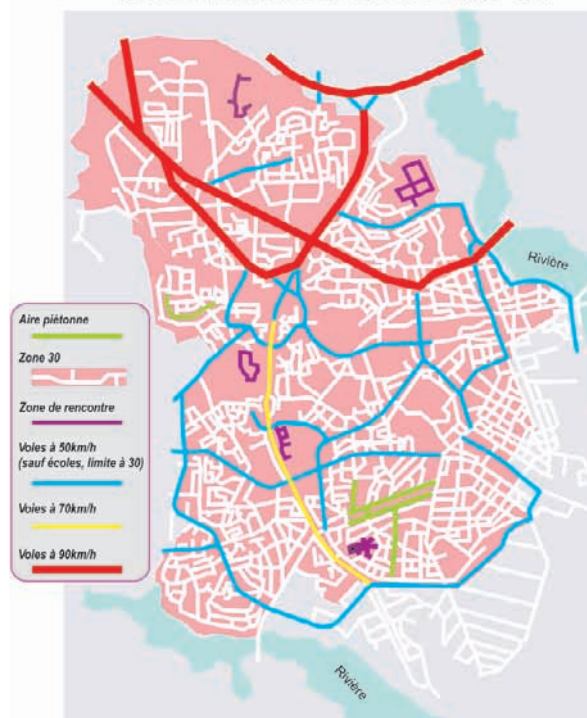 Rivière
Aire piétonne
Zone 30
Zone de rencontre
Voies à 50km/h
(sauf écoles, limite à 30)
Voies à 70km/h
Voies à 90km/h
Rivière